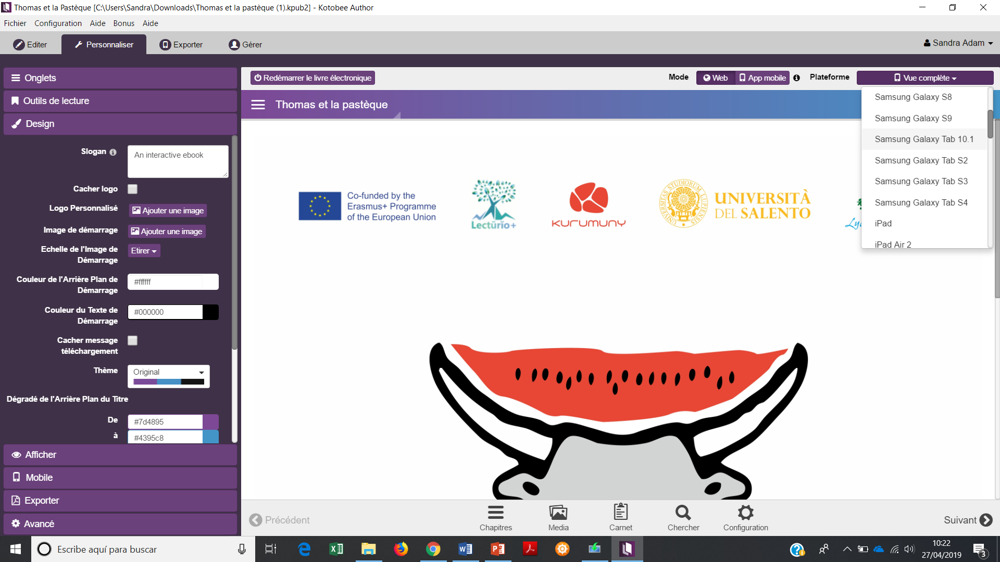 Thomas et la Pastèque [C:\Users\Sandra\Downloads\Thomas et la pastèque (1).kpub2] - Kotobee Author
Fichier Configuration Aide Bonus Aide
Editer Personnaliser Exporter Gérer
Sandra Adam
Onglets
Outils de lecture
Design
Slogan
An interactive ebook
Cacher logo
Logo Personnalisé
Ajouter une image
Image de démarrage
Ajouter une image
Echelle de l'Image de
Démarrage
Etirer
Couleur de l'Arrière Plan de
Démarrage
#ffffff
Couleur du Texte de
Démarrage
#000000
Cacher message
téléchargement
Thème
Original
Dégradé de l'Arrière Plan du Titre
De
#7d4895
à
#4395c8
Afficher
Mobile
Exporter
Avancé
Redémarrer le livre électronique
Mode
Web
App mobile
Plateforme
Vue complète
Samsung Galaxy S8
Samsung Galaxy S9
Samsung Galaxy Tab 10.1
Samsung Galaxy Tab S2
Samsung Galaxy Tab S3
Samsung Galaxy Tab S4
iPad
iPad Air 2
Thomas et la pastèque
Co-funded by the
Erasmus+ Programme
of the European Union
Lectūrio+
KURUMUNY
STUDIORUM
UNIVERSITÀ
DEL SALENTO
Précédent
Chapitres
Media
Carnet
Chercher
Configuration
Suivant
Escribe aquí para buscar
10:22
27/04/2019
3